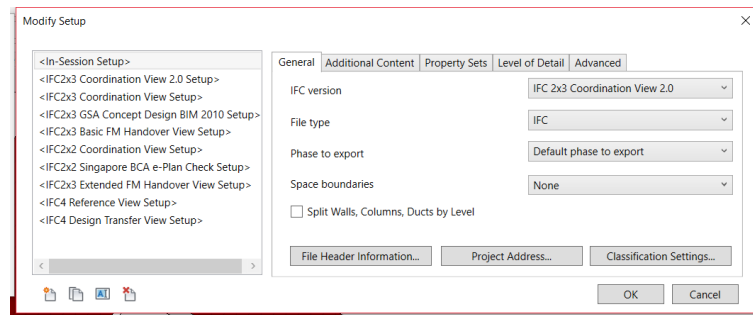 Modify Setup
<In-Session Setup>
<IFC2x3 Coordination View 2.0 Setup>
<IFC2x3 Coordination View Setup>
<IFC2x3 GSA Concept Design BIM 2010 Setup>
<IFC2x3 Basic FM Handover View Setup>
<IFC2x2 Coordination View Setup>
<IFC2x2 Singapore BCA e-Plan Check Setup>
<IFC2x3 Extended FM Handover View Setup>
<IFC4 Reference View Setup>
<IFC4 Design Transfer View Setup>
General Additional Content Property Sets Level of Detail Advanced
IFC version IFC 2x3 Coordination View 2.0
File type IFC
Phase to export Default phase to export
Space boundaries None
Split Walls, Columns, Ducts by Level
File Header Information... Project Address... Classification Settings...
OK Cancel